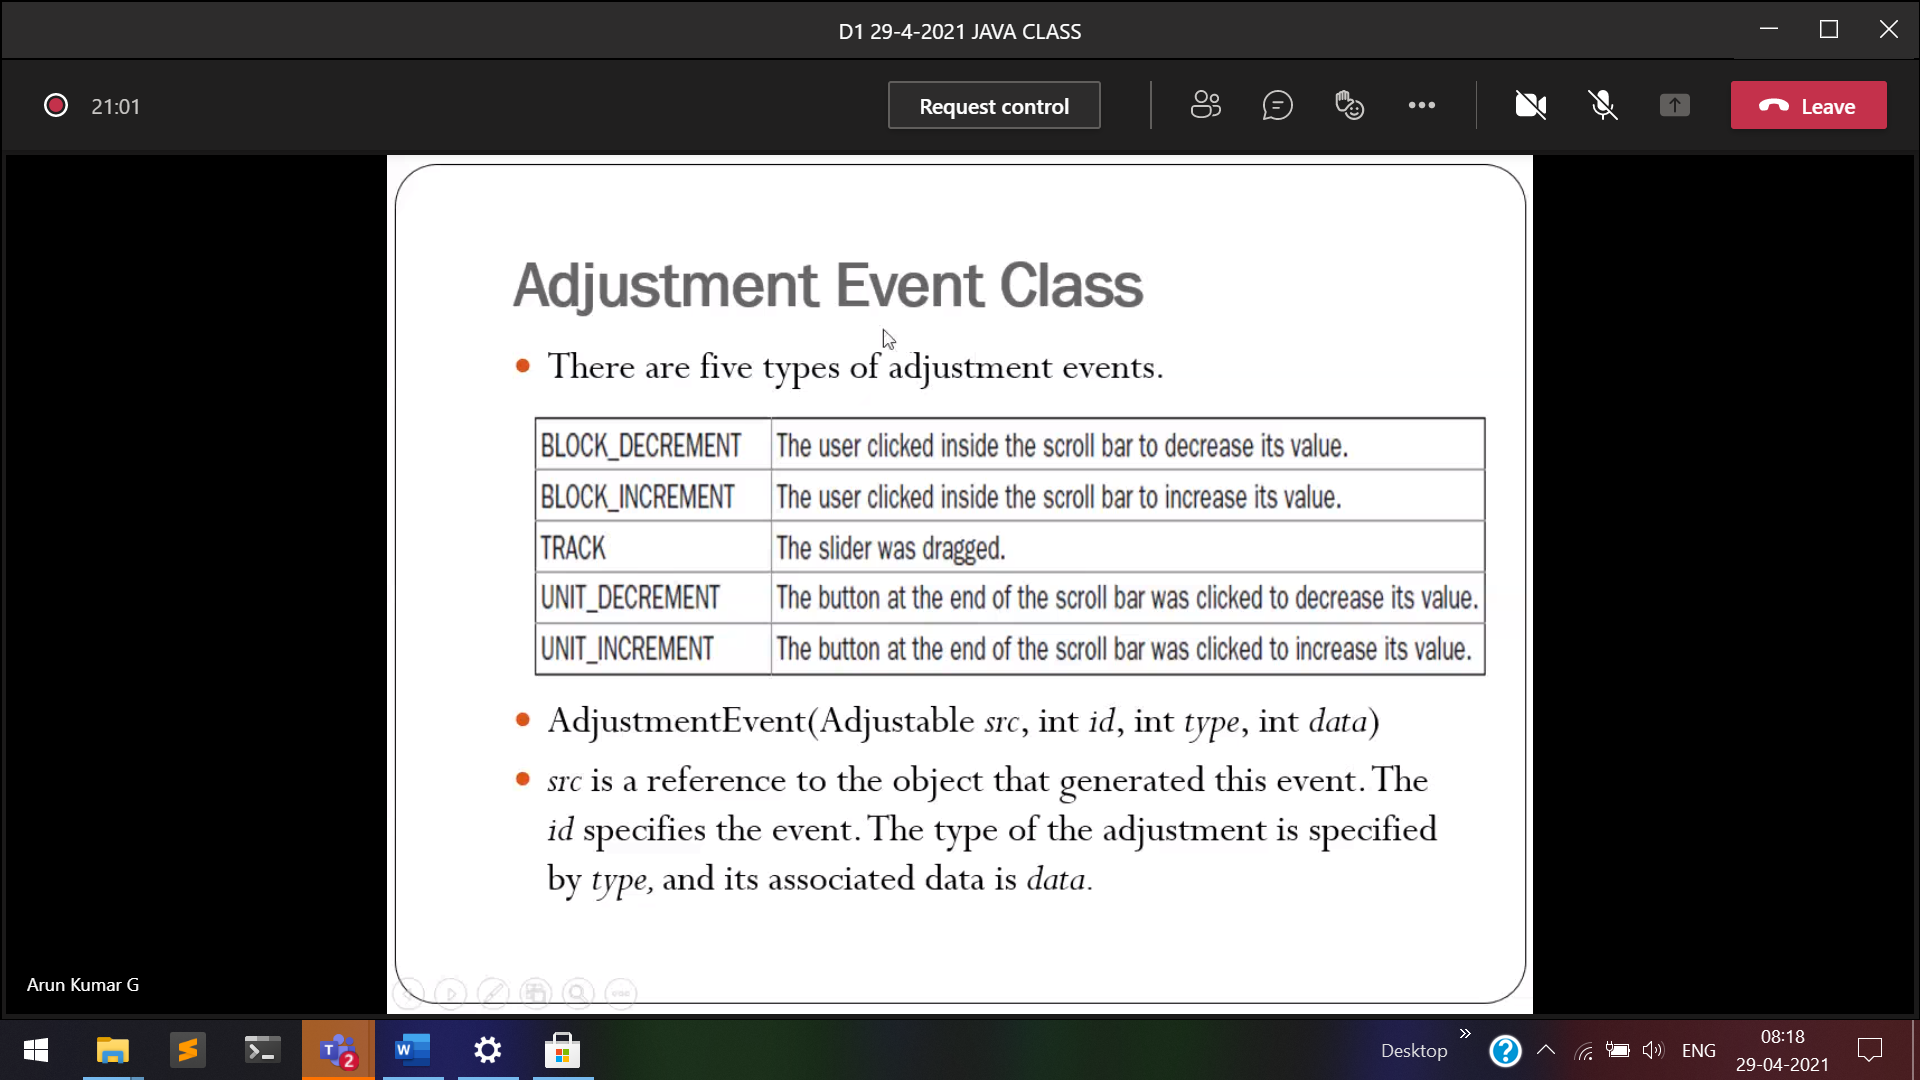 D1 29-4-2021 JAVA CLASS
21:01
Request control
Leave
Adjustment Event Class
There are five types of adjustment events.
BLOCK_DECREMENT The user clicked inside the scroll bar to decrease its value.
BLOCK_INCREMENT The user clicked inside the scroll bar to increase its value.
TRACK The slider was dragged.
UNIT_DECREMENT The button at the end of the scroll bar was clicked to decrease its value.
UNIT_INCREMENT The button at the end of the scroll bar was clicked to increase its value.
AdjustmentEvent(Adjustable src, int id, int type, int data)
src is a reference to the object that generated this event. The
id specifies the event. The type of the adjustment is specified
by type, and its associated data is data.
Arun Kumar G
T 2
W
Desktop
ENG
08:18
29-04-2021